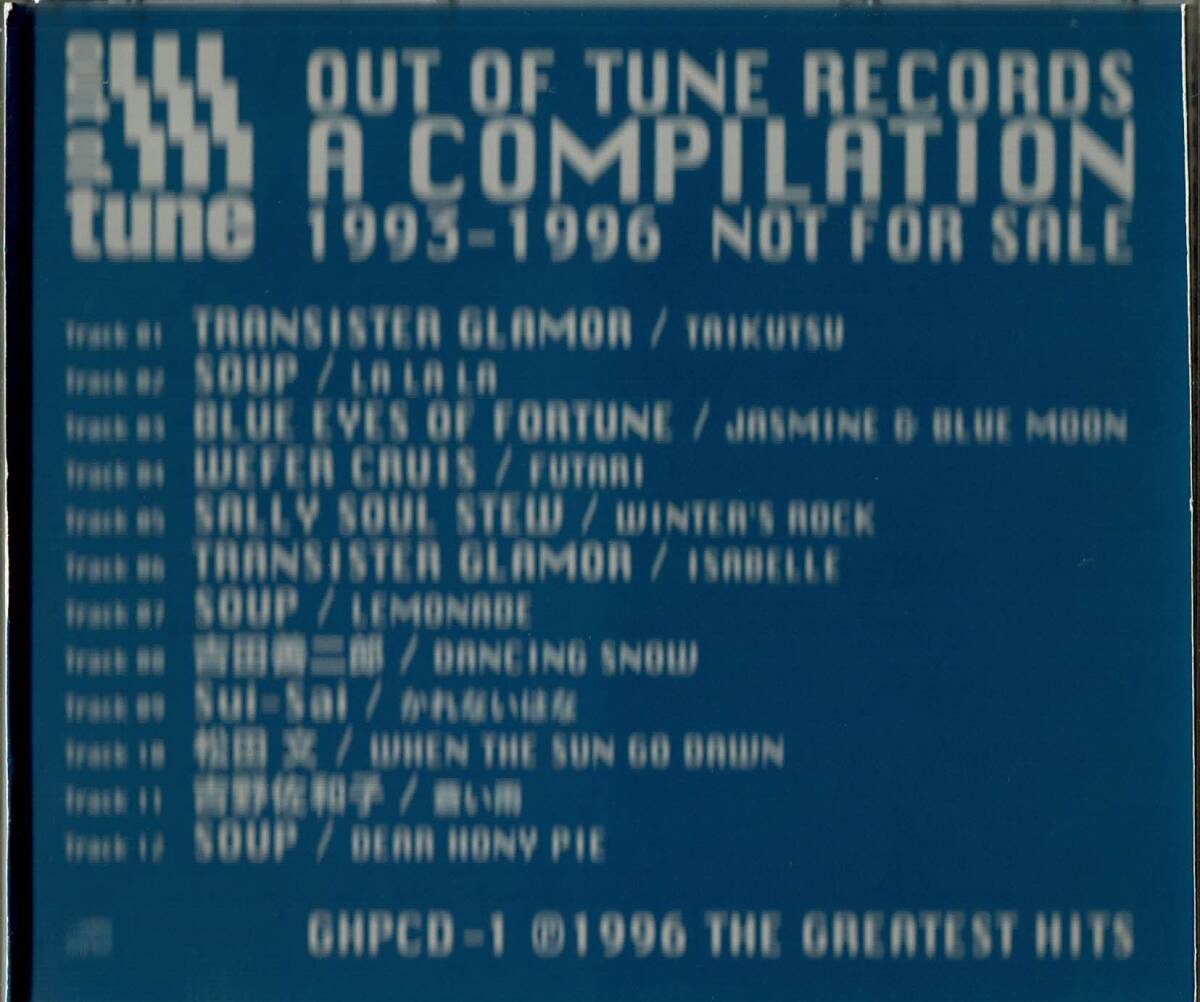 out of tune
OUT OF TUNE RECORDS
A COMPILATION
1993-1996 NOT FOR SALE
Track 01 TRANSISTER GLAMOR / TAIKUTSU
Track 02 SOUP / LA LA LA
Track 03 BLUE EYES OF FORTUNE / JASMINE & BLUE MOON
Track 04 WEFER CRUIS / FUTARI
Track 05 SALLY SOUL STEW / WINTER'S ROCK
Track 06 TRANSISTER GLAMOR / ISABELLE
Track 07 SOUP / LEMONADE
Track 08 吉田善二郎 / DANCING SNOW
Track 09 Sui-Sai / かれないはな
Track 10 松田 文 / WHEN THE SUN GO DAWN
Track 11 吉野佐和子 / 蒼い雨
Track 12 SOUP / DEAR HONY PIE
GHPCD-1 ℗1996 THE GREATEST HITS